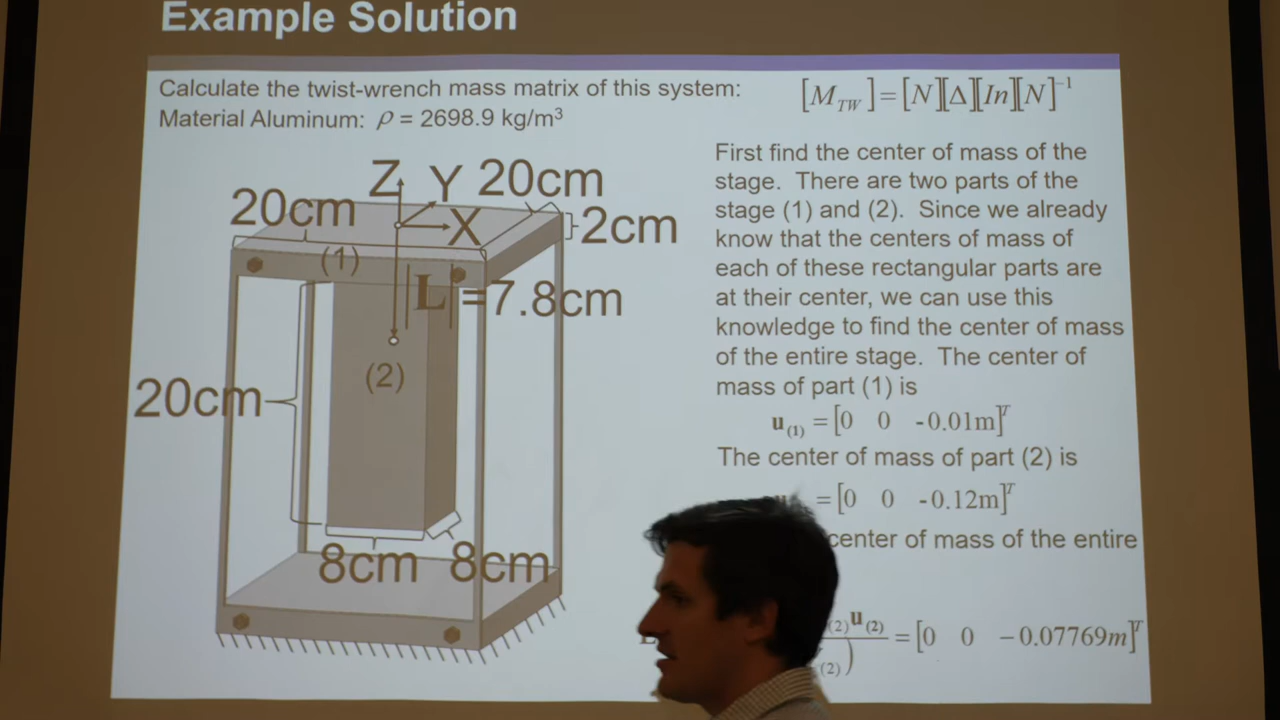 Example Solution
Calculate the twist-wrench mass matrix of this system:
Material Aluminum: ρ = 2698.9 kg/m³
[M_TW]=[N][Δ][In][N]⁻¹
Z Y 20cm
20cm
X
2cm
(1)
|L|=7.8cm
(2)
20cm
8cm 8cm
First find the center of mass of the
stage. There are two parts of the
stage (1) and (2). Since we already
know that the centers of mass of
each of these rectangular parts are
at their center, we can use this
knowledge to find the center of mass
of the entire stage. The center of
mass of part (1) is
u₍₁₎ = [0 0 -0.01m]ᵀ
The center of mass of part (2) is
= [0 0 -0.12m]ᵀ
center of mass of the entire
(2) u (2)
(2) )
= [0 0 -0.07769m]ᵀ